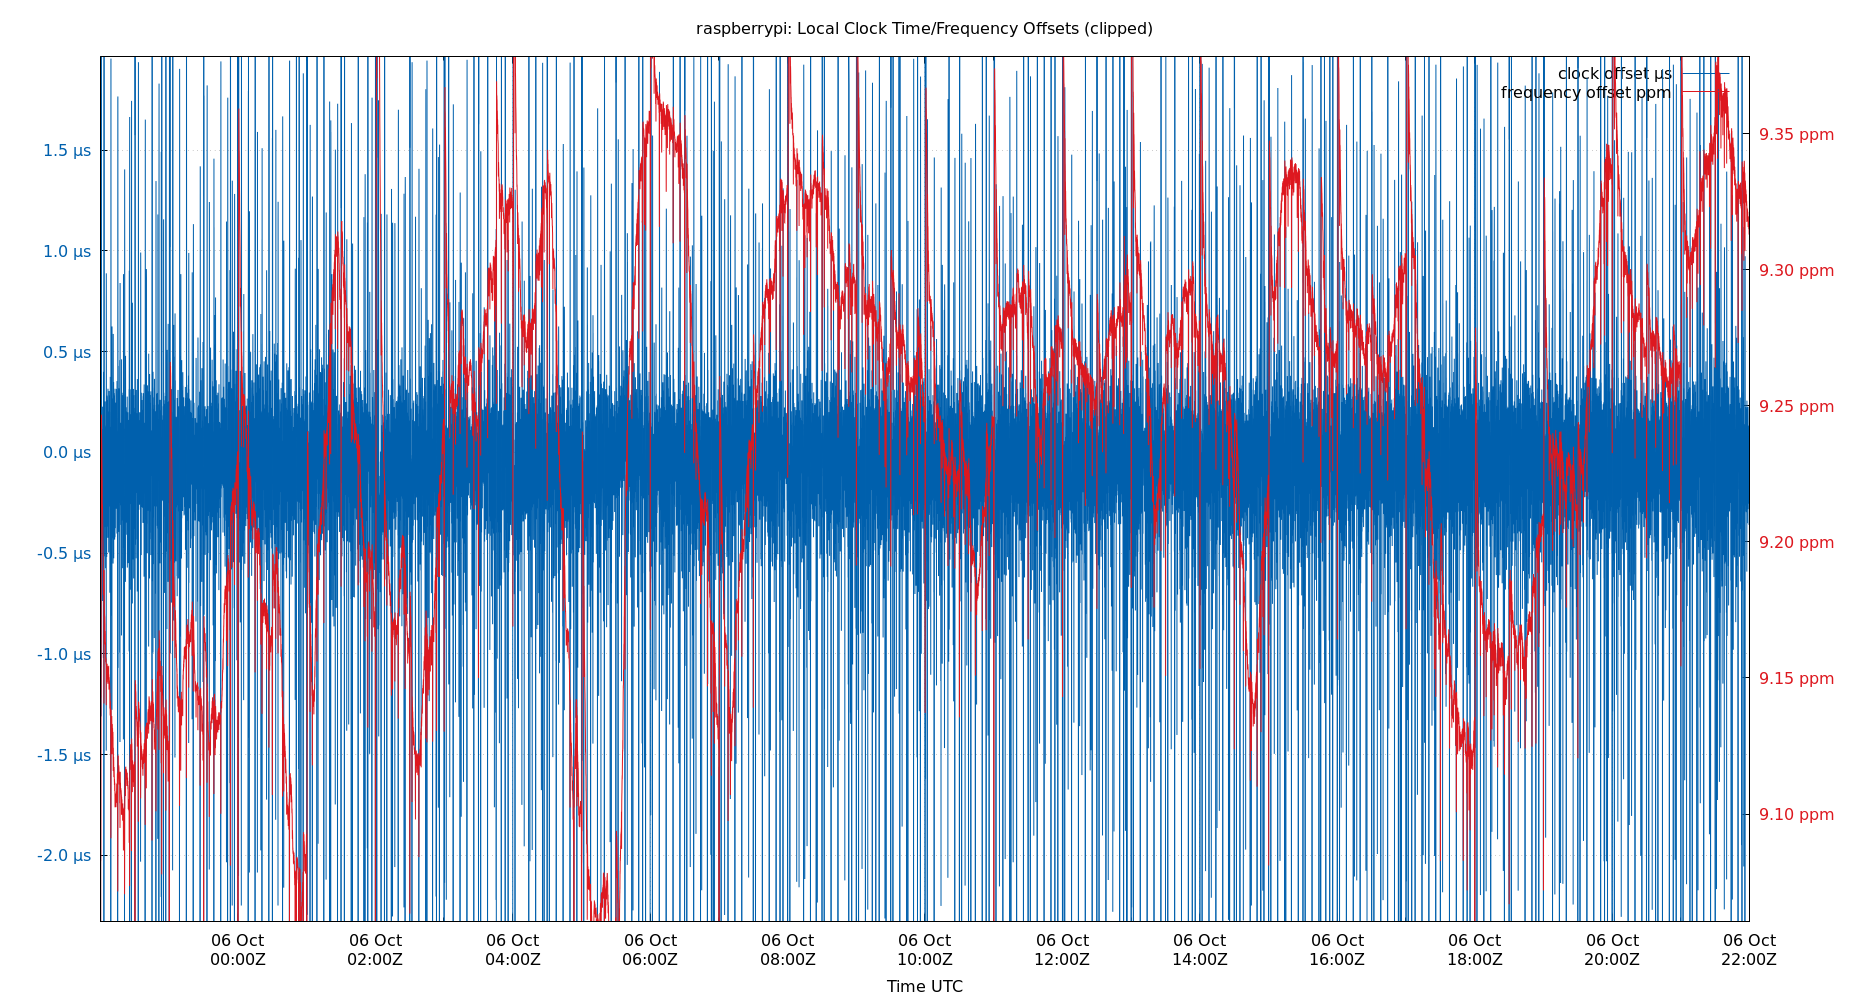 raspberrypi: Local Clock Time/Frequency Offsets (clipped)
clock offset μs
frequency offset ppm
1.5 μs
1.0 μs
0.5 μs
0.0 μs
-0.5 μs
-1.0 μs
-1.5 μs
-2.0 μs
9.35 ppm
9.30 ppm
9.25 ppm
9.20 ppm
9.15 ppm
9.10 ppm
06 Oct
00:00Z
06 Oct
02:00Z
06 Oct
04:00Z
06 Oct
06:00Z
06 Oct
08:00Z
06 Oct
10:00Z
06 Oct
12:00Z
06 Oct
14:00Z
06 Oct
16:00Z
06 Oct
18:00Z
06 Oct
20:00Z
06 Oct
22:00Z
Time UTC